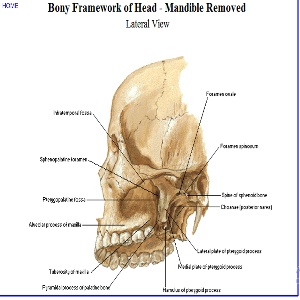 HOME
Bony Framework of Head - Mandible Removed
Lateral View
Foramen ovale
Infratemporal fossa
Foramen spinosum
Sphenopalatine foramen
Spine of sphenoid bone
Pterygopalatine fossa
Choanae (posterior nares)
Alveolar process of maxilla
Lateral plate of pterygoid process
Medial plate of pterygoid process
Tuberosity of maxilla
Pyramidal process of palatine bone
Hamulus of pterygoid process